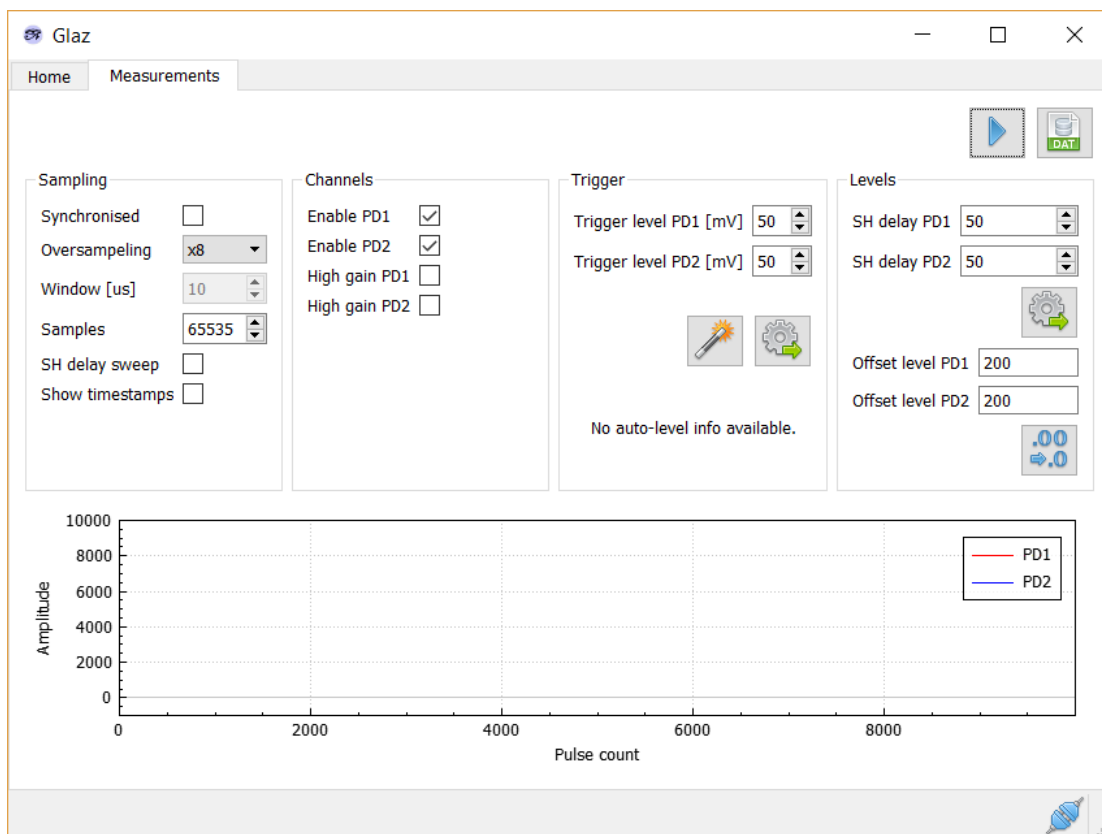 Glaz
Home Measurements
DAT
Sampling
Synchronised
Oversampeling x8
Window [us] 10
Samples 65535
SH delay sweep
Show timestamps
Channels
Enable PD1
Enable PD2
High gain PD1
High gain PD2
Trigger
Trigger level PD1 [mV] 50
Trigger level PD2 [mV] 50
No auto-level info available.
Levels
SH delay PD1 50
SH delay PD2 50
Offset level PD1 200
Offset level PD2 200
.00
.0
10000
8000
6000
4000
2000
0
Amplitude
PD1
PD2
0 2000 4000 6000 8000
Pulse count